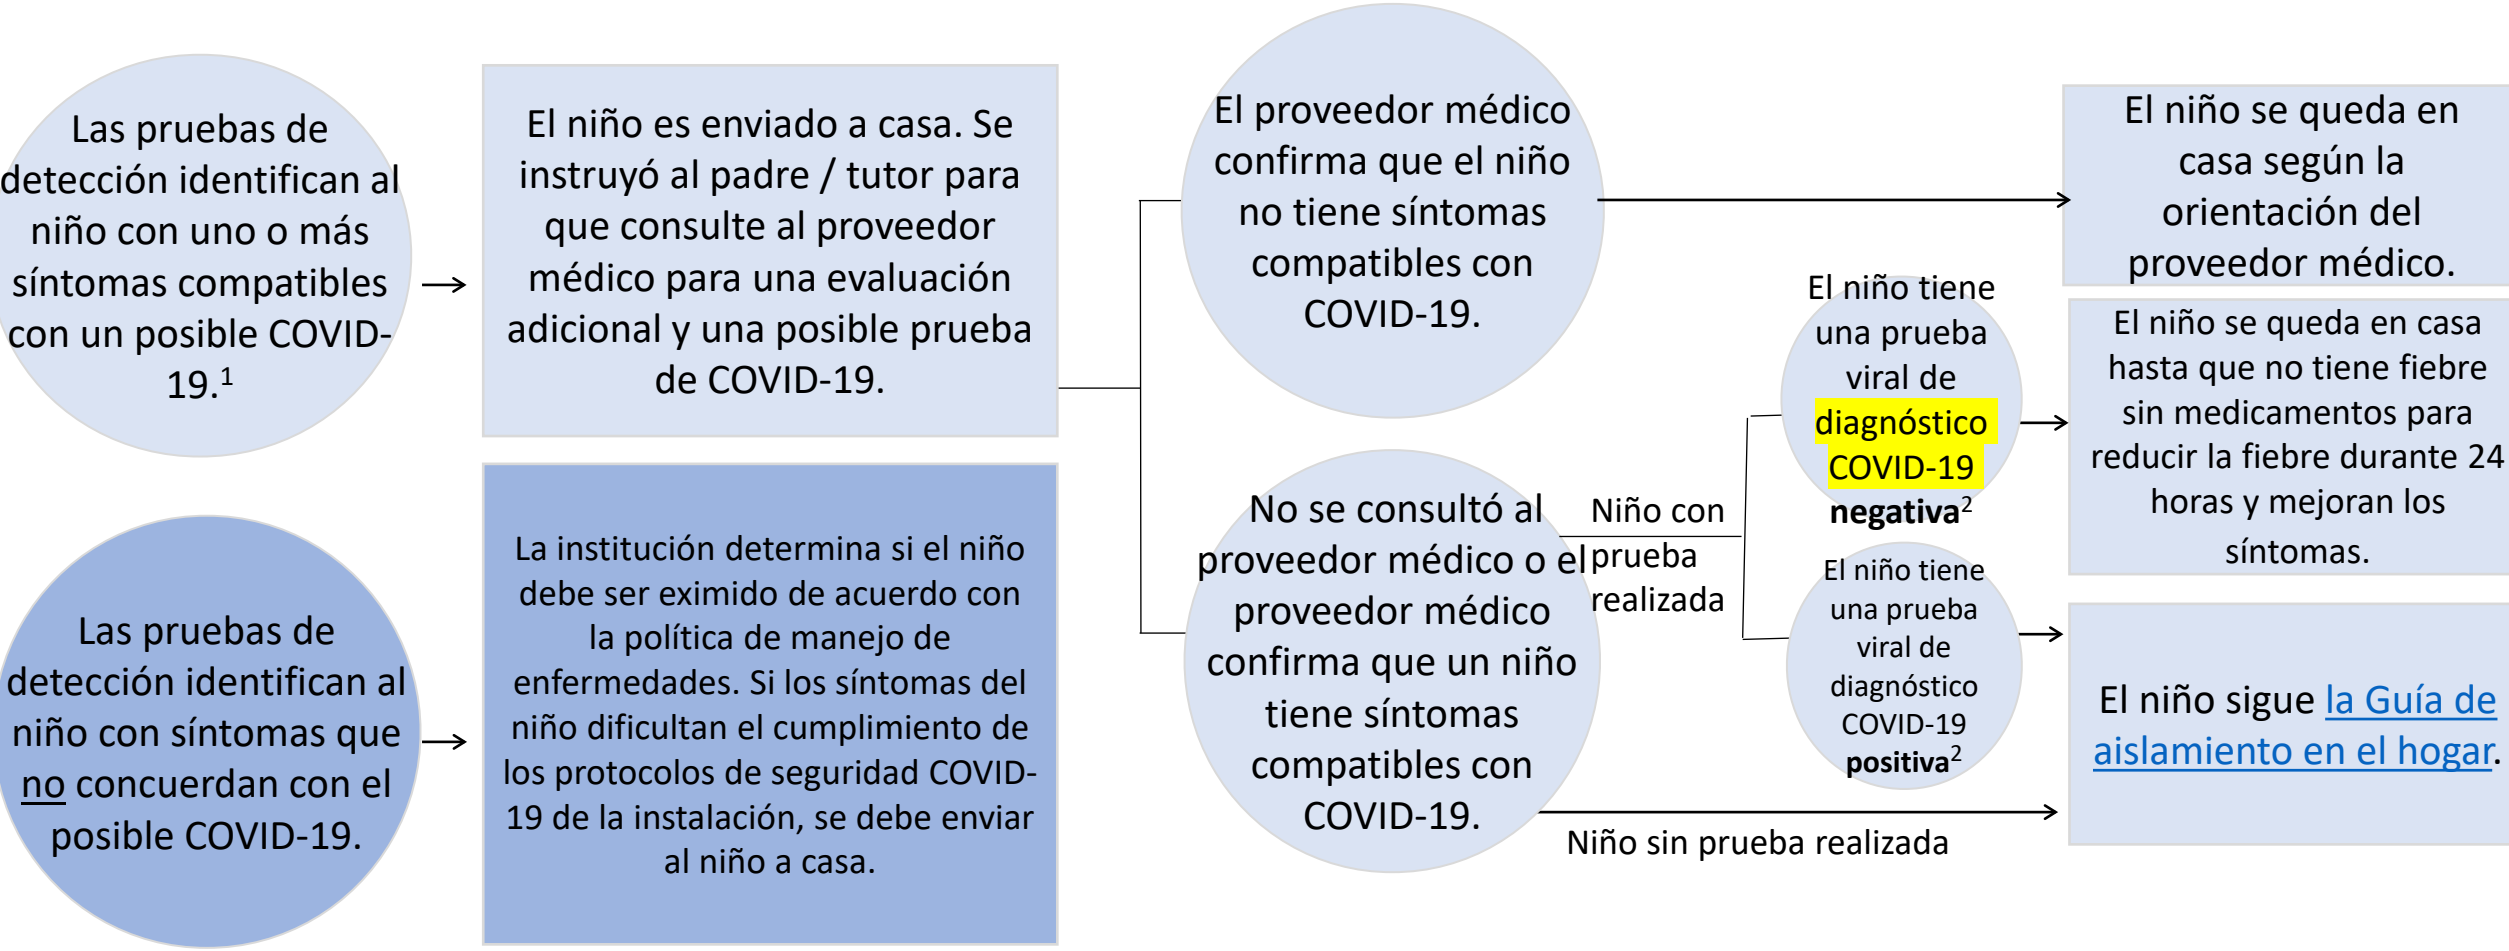 Las pruebas de
detección identifican al
niño con uno o más
síntomas compatibles
con un posible COVID-
19.1
El niño es enviado a casa. Se
instruyó al padre / tutor para
que consulte al proveedor
médico para una evaluación
adicional y una posible prueba
de COVID-19.
El proveedor médico
confirma que el niño
no tiene síntomas
compatibles con
COVID-19.
El niño se queda en
casa según la
orientación del
proveedor médico.
No se consultó al
proveedor médico o el
proveedor médico
confirma que un niño
tiene síntomas
compatibles con
COVID-19.
Niño con
prueba
realizada
El niño tiene
una prueba
viral de
diagnóstico
COVID-19
negativa2
El niño se queda en casa
hasta que no tiene fiebre
sin medicamentos para
reducir la fiebre durante 24
horas y mejoran los
síntomas.
El niño tiene
una prueba
viral de
diagnóstico
COVID-19
positiva2
El niño sigue la Guía de
aislamiento en el hogar.
Niño sin prueba realizada
Las pruebas de
detección identifican al
niño con síntomas que
no concuerdan con el
posible COVID-19.
La institución determina si el niño
debe ser eximido de acuerdo con
la política de manejo de
enfermedades. Si los síntomas del
niño dificultan el cumplimiento de
los protocolos de seguridad COVID-
19 de la instalación, se debe enviar
al niño a casa.